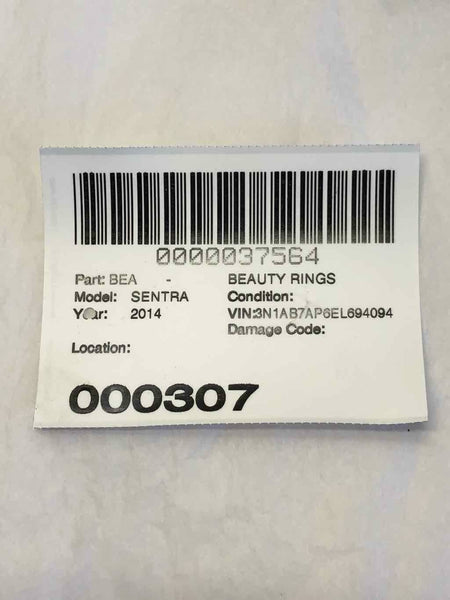 0000037564
Part: BEA - BEAUTY RINGS
Model: SENTRA Condition:
Year: 2014 VIN:3N1AB7AP6EL694094
Damage Code:
Location:
000307